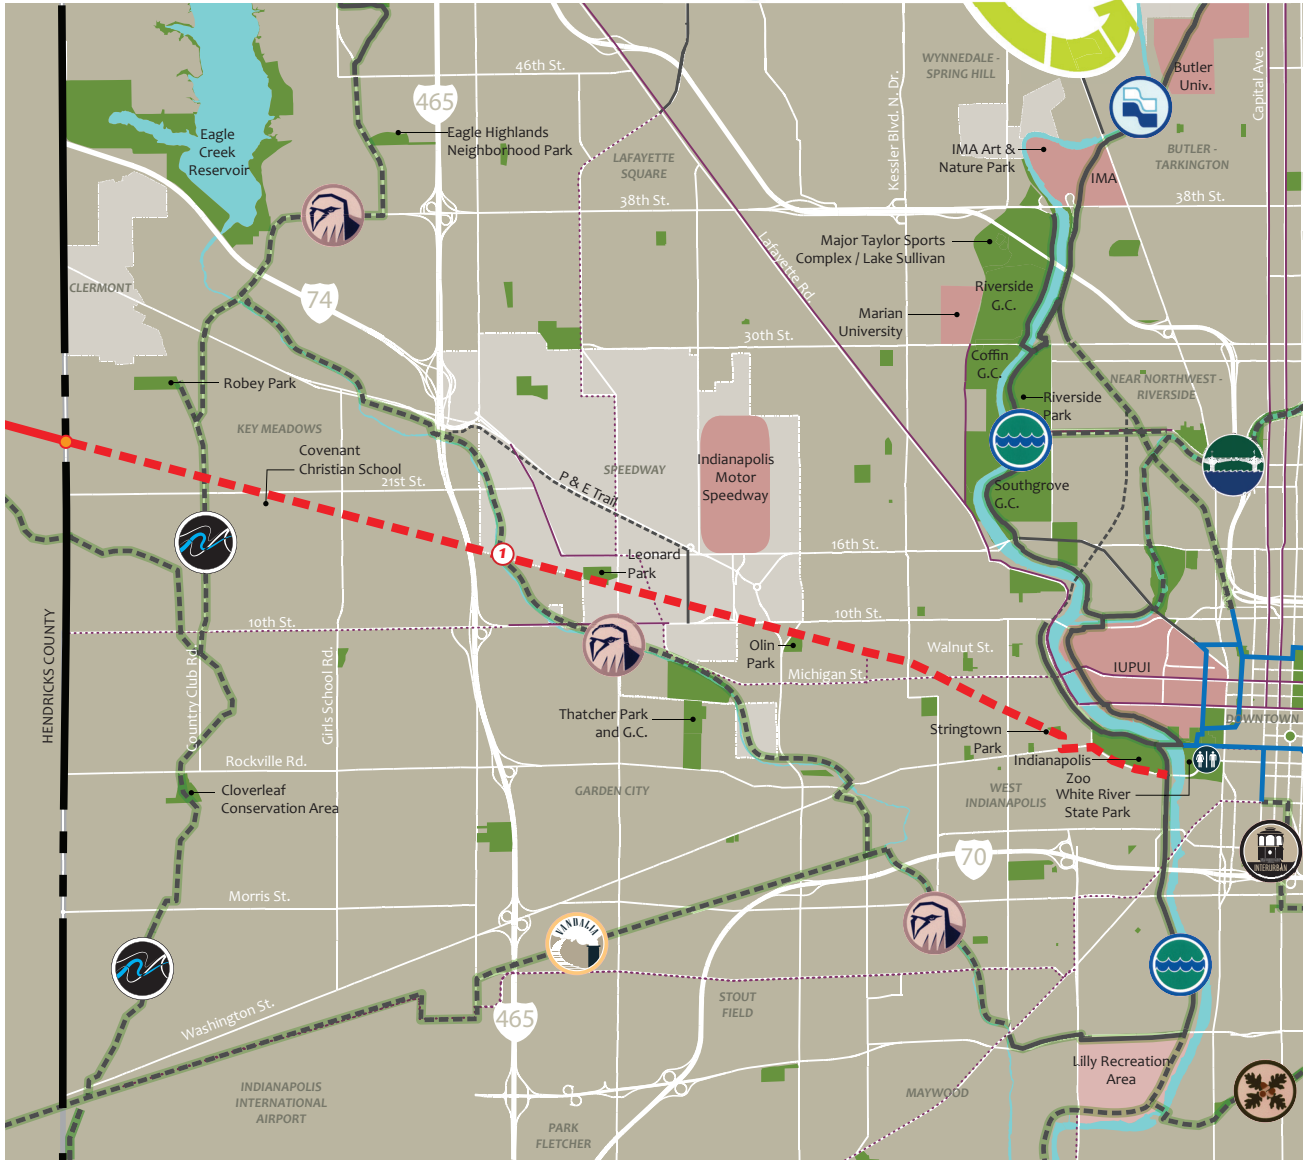 WYNNEDALE -
SPRING HILL
Butler
Univ.
Capital Ave.
46th St.
465
Kessler Blvd. N. Dr.
Eagle Highlands
Neighborhood Park
Eagle
Creek
Reservoir
LAFAYETTE
SQUARE
IMA Art &
Nature Park
IMA
BUTLER -
TARKINGTON
38th St.
38th St.
Major Taylor Sports
Complex / Lake Sullivan
Lafayette Rd.
CLERMONT
74
Riverside
G.C.
Marian
University
30th St.
Coffin
G.C.
Robey Park
Riverside
Park
NEAR NORTHWEST -
RIVERSIDE
KEY MEADOWS
Covenant
Christian School
21st St.
P & E Trail
SPEEDWAY
Indianapolis
Motor
Speedway
Southgrove
G.C.
1
16th St.
Leonard
Park
10th St.
10th St.
HENDRICKS COUNTY
Country Club Rd.
Girls School Rd.
Olin
Park
Walnut St.
Michigan St.
IUPUI
Thatcher Park
and G.C.
Stringtown
Park
DOWNTOWN
Rockville Rd.
Indianapolis
Zoo
Cloverleaf
Conservation Area
GARDEN CITY
WEST
INDIANAPOLIS
White River
State Park
70
INTERURBAN
Morris St.
VANDALIA
Washington St.
465
STOUT
FIELD
Lilly Recreation
Area
INDIANAPOLIS
INTERNATIONAL
AIRPORT
MAYWOOD
PARK
FLETCHER